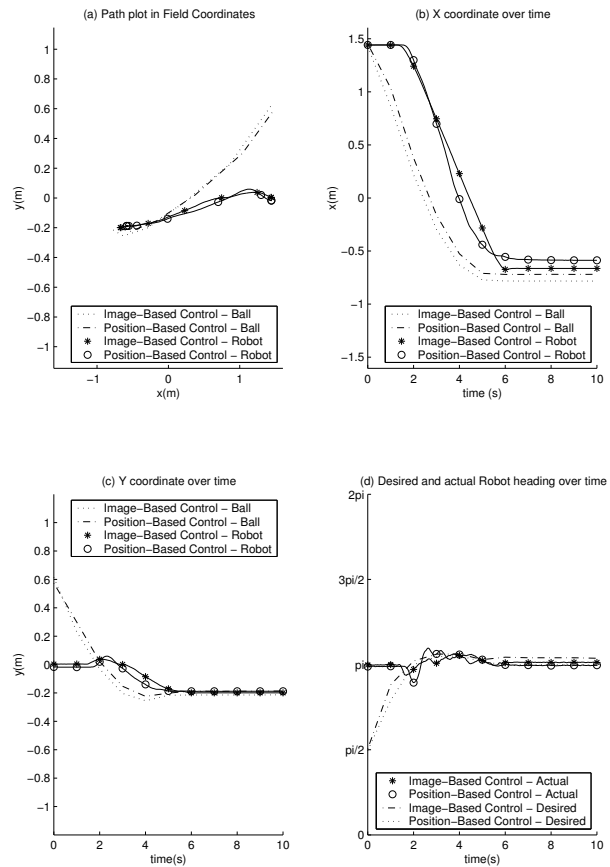 (a) Path plot in Field Coordinates
1
0.8
0.6
0.4
0.2
0
−0.2
−0.4
−0.6
−0.8
−1
y(m)
−1 0 1
x(m)
Image−Based Control − Ball
Position−Based Control − Ball
Image−Based Control − Robot
Position−Based Control − Robot
(b) X coordinate over time
1.5
1
0.5
0
−0.5
−1
−1.5
x(m)
0 2 4 6 8 10
time (s)
Image−Based Control − Ball
Position−Based Control − Ball
Image−Based Control − Robot
Position−Based Control − Robot
(c) Y coordinate over time
1
0.8
0.6
0.4
0.2
0
−0.2
−0.4
−0.6
−0.8
−1
y(m)
0 2 4 6 8 10
time(s)
Image−Based Control − Ball
Position−Based Control − Ball
Image−Based Control − Robot
Position−Based Control − Robot
(d) Desired and actual Robot heading over time
2pi
3pi/2
pi
pi/2
0
0 2 4 6 8 10
time(s)
Image−Based Control − Actual
Position−Based Control − Actual
Image−Based Control − Desired
Position−Based Control − Desired